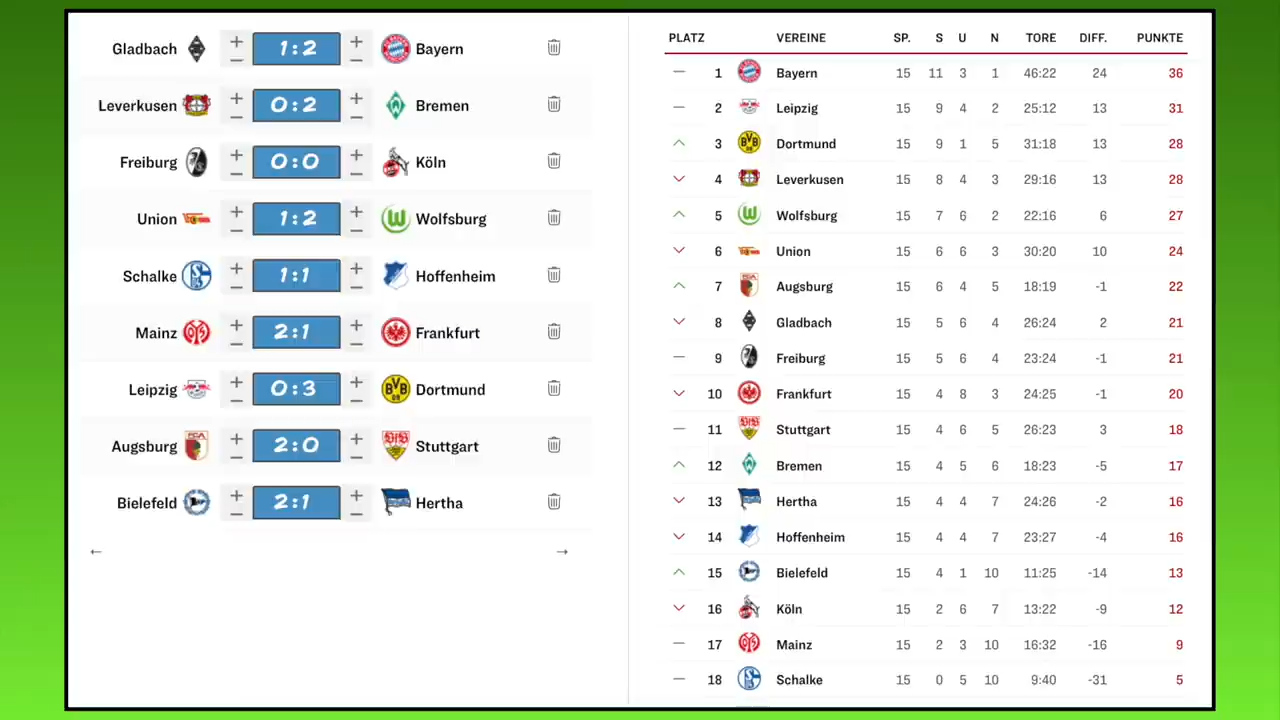 Gladbach 1:2 Bayern
Leverkusen 0:2 Bremen
Freiburg 0:0 Köln
Union 1:2 Wolfsburg
Schalke 1:1 Hoffenheim
Mainz 2:1 Frankfurt
Leipzig 0:3 Dortmund
Augsburg 2:0 Stuttgart
Bielefeld 2:1 Hertha
PLATZ VEREINE SP. S U N TORE DIFF. PUNKTE
1 Bayern 15 11 3 1 46:22 24 36
2 Leipzig 15 9 4 2 25:12 13 31
3 Dortmund 15 9 1 5 31:18 13 28
4 Leverkusen 15 8 4 3 29:16 13 28
5 Wolfsburg 15 7 6 2 22:16 6 27
6 Union 15 6 6 3 30:20 10 24
7 Augsburg 15 6 4 5 18:19 -1 22
8 Gladbach 15 5 6 4 26:24 2 21
9 Freiburg 15 5 6 4 23:24 -1 21
10 Frankfurt 15 4 8 3 24:25 -1 20
11 Stuttgart 15 4 6 5 26:23 3 18
12 Bremen 15 4 5 6 18:23 -5 17
13 Hertha 15 4 4 7 24:26 -2 16
14 Hoffenheim 15 4 4 7 23:27 -4 16
15 Bielefeld 15 4 1 10 11:25 -14 13
16 Köln 15 2 6 7 13:22 -9 12
17 Mainz 15 2 3 10 16:32 -16 9
18 Schalke 15 0 5 10 9:40 -31 5